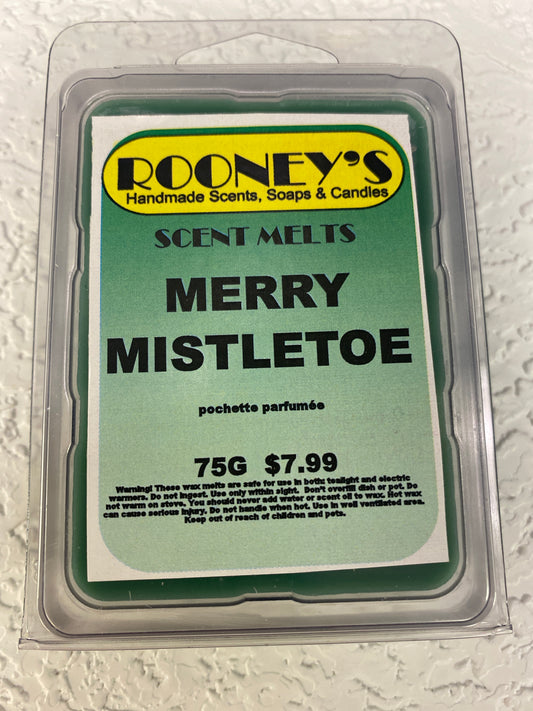 ROONEY'S
Handmade Scents, Soaps & Candles
SCENT MELTS
MERRY
MISTLETOE
pochette parfumée
75G $7.99
Warning! These wax melts are safe for use in both: tealight and electric
warmers. Do not ingest. Use only within sight. Don't overfill dish or pot. Do
not warm on stove. You should never add water or scent oil to wax. Hot wax
can cause serious injury. Do not handle when hot. Use in well ventilated area.
Keep out of reach of children and pets.